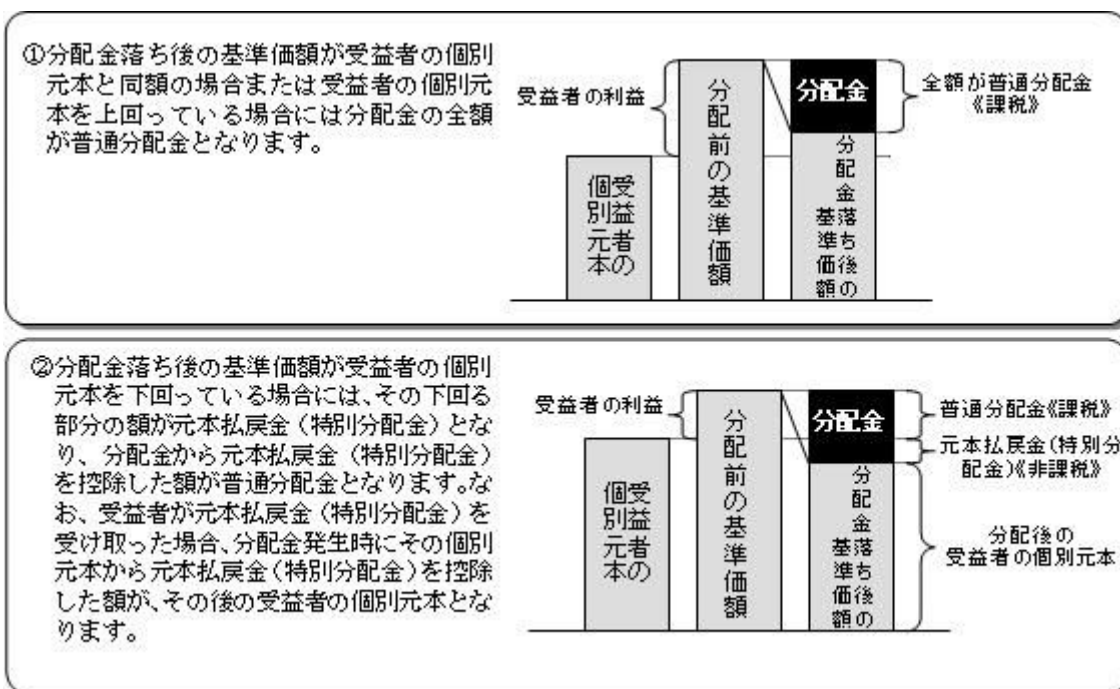 ①分配金落ち後の基準価額が受益者の個別
元本と同額の場合または受益者の個別元
本を上回っている場合には分配金の全額
が普通分配金となります。
受益者の利益
受益者の
個別元本
分配前の基準価額
分配金
分配金落ち後の
基準価額
全額が普通分配金
《課税》
②分配金落ち後の基準価額が受益者の個別
元本を下回っている場合には、その下回る
部分の額が元本払戻金（特別分配金）とな
り、分配金から元本払戻金（特別分配金）
を控除した額が普通分配金となります。な
お、受益者が元本払戻金（特別分配金）を
受け取った場合、分配金発生時にその個別
元本から元本払戻金（特別分配金）を控除
した額が、その後の受益者の個別元本とな
ります。
受益者の利益
受益者の
個別元本
分配前の基準価額
分配金
分配金落ち後の
基準価額
普通分配金《課税》
元本払戻金（特別分
配金）《非課税》
分配後の
受益者の個別元本